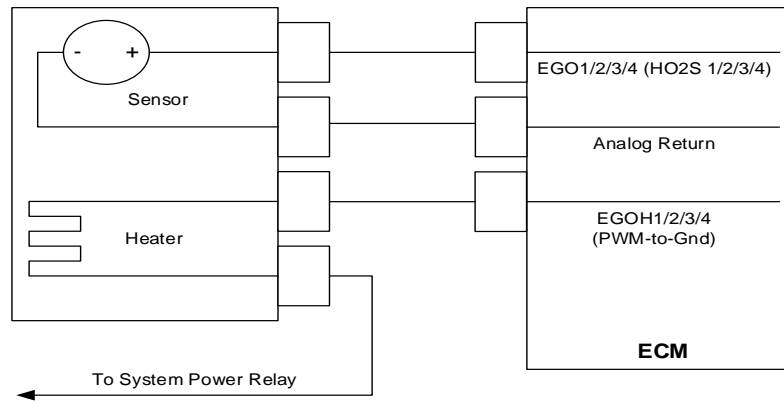 - +
Sensor
EGO1/2/3/4 (HO2S 1/2/3/4)
Analog Return
Heater
EGOH1/2/3/4
(PWM-to-Gnd)
ECM
To System Power Relay